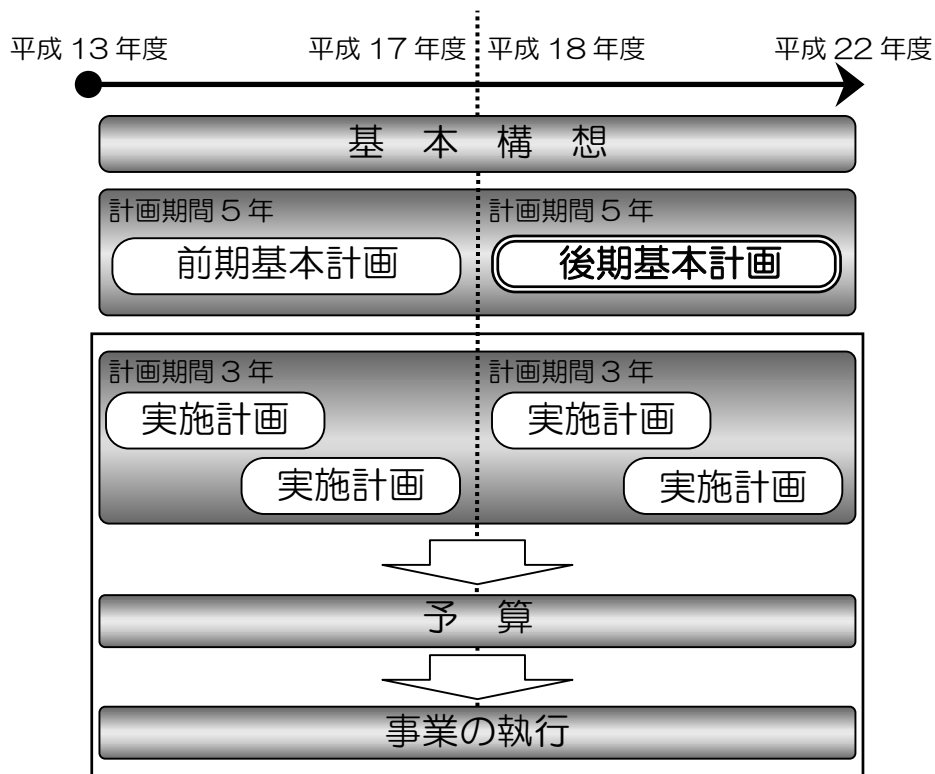 平成 13 年度 平成 17 年度 平成 18 年度 平成 22 年度
基 本 構 想
計画期間 5 年 計画期間 5 年
前期基本計画 後期基本計画
計画期間 3 年 計画期間 3 年
実施計画 実施計画
実施計画 実施計画
予 算
事業の執行